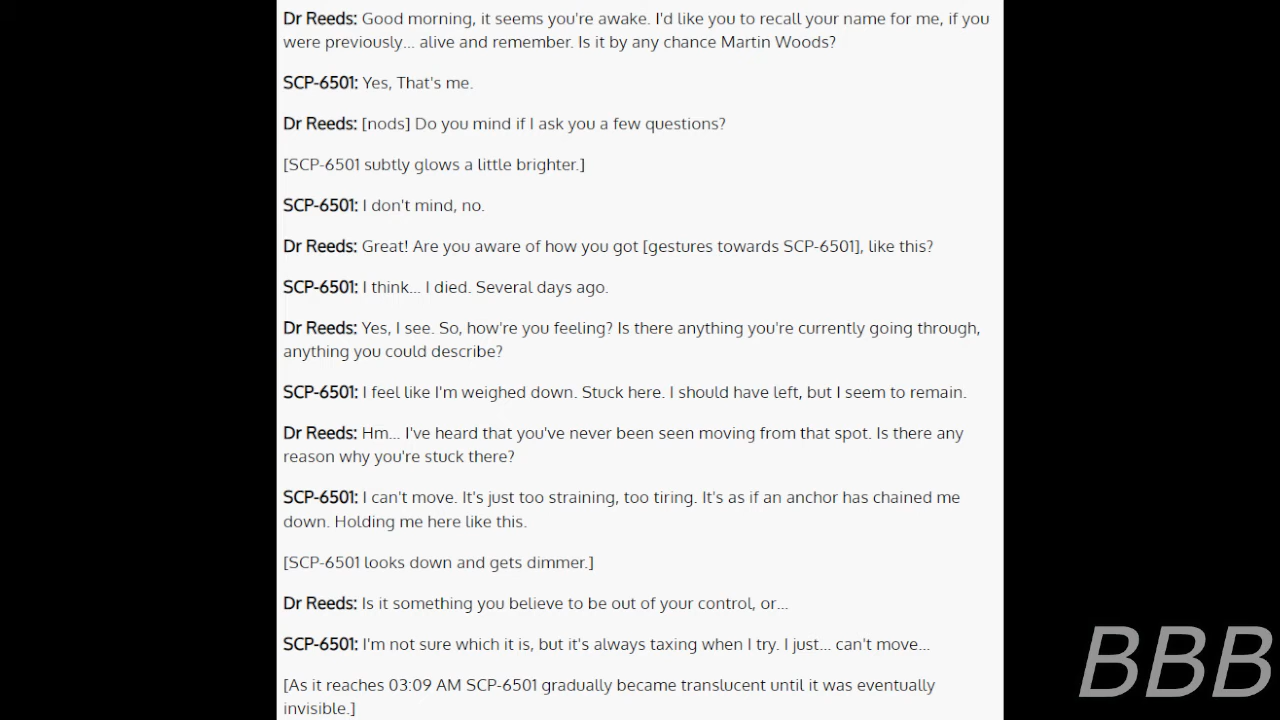 Dr Reeds: Good morning, it seems you're awake. I'd like you to recall your name for me, if you
were previously... alive and remember. Is it by any chance Martin Woods?
SCP-6501: Yes, That's me.
Dr Reeds: [nods] Do you mind if I ask you a few questions?
[SCP-6501 subtly glows a little brighter.]
SCP-6501: I don't mind, no.
Dr Reeds: Great! Are you aware of how you got [gestures towards SCP-6501], like this?
SCP-6501: I think... I died. Several days ago.
Dr Reeds: Yes, I see. So, how're you feeling? Is there anything you're currently going through,
anything you could describe?
SCP-6501: I feel like I'm weighed down. Stuck here. I should have left, but I seem to remain.
Dr Reeds: Hm... I've heard that you've never been seen moving from that spot. Is there any
reason why you're stuck there?
SCP-6501: I can't move. It's just too straining, too tiring. It's as if an anchor has chained me
down. Holding me here like this.
[SCP-6501 looks down and gets dimmer.]
Dr Reeds: Is it something you believe to be out of your control, or...
SCP-6501: I'm not sure which it is, but it's always taxing when I try. I just... can't move...
[As it reaches 03:09 AM SCP-6501 gradually became translucent until it was eventually
invisible.]
BBB